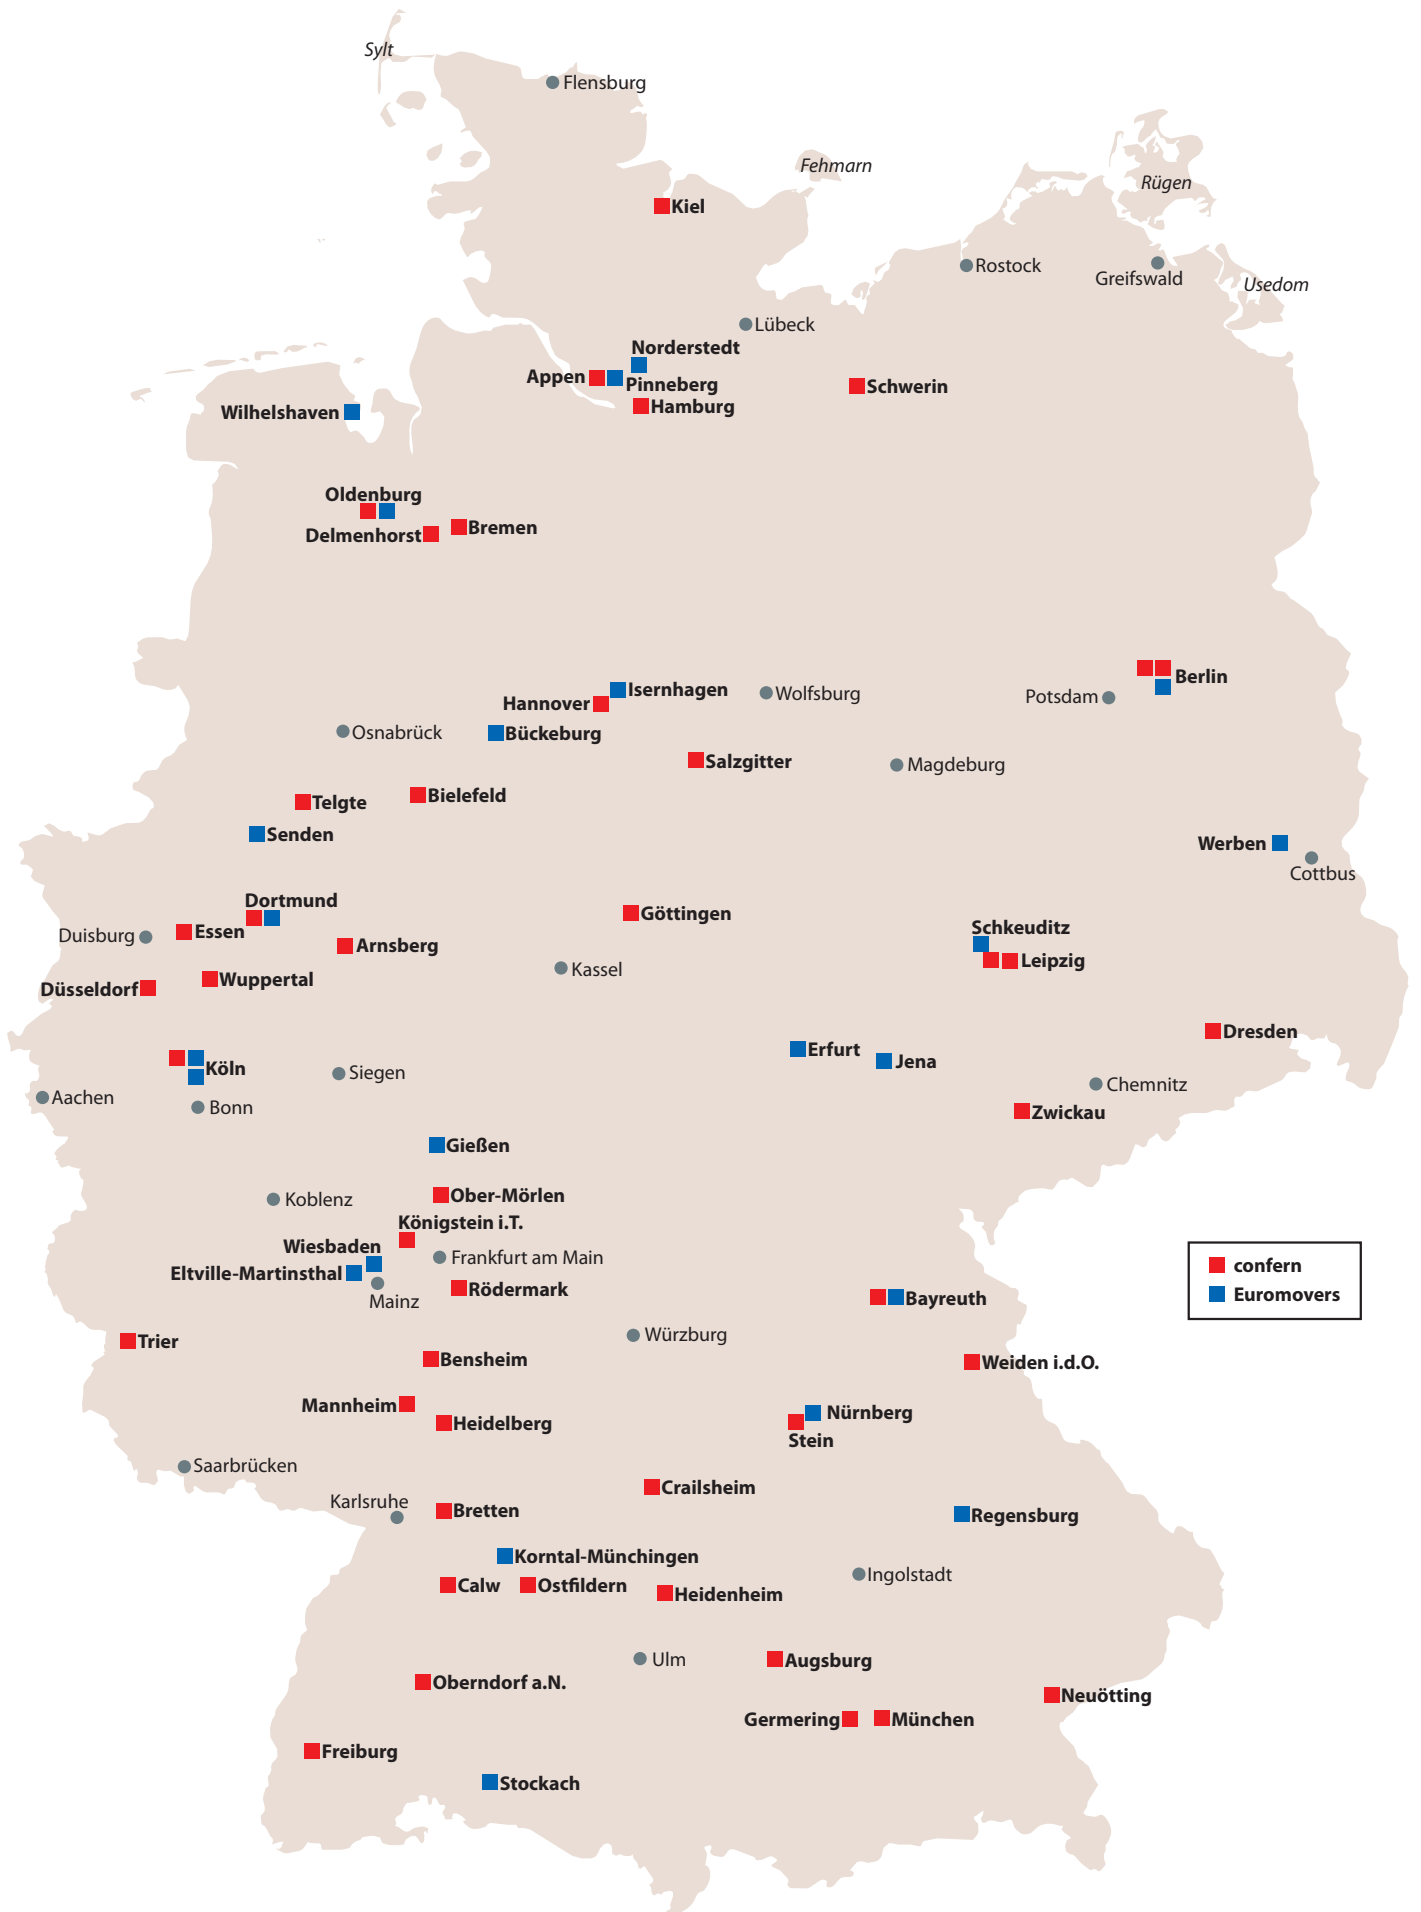 Sylt
Flensburg
Fehmarn
Rügen
Kiel
Rostock
Greifswald
Usedom
Lübeck
Norderstedt
Appen
Pinneberg
Schwerin
Hamburg
Wilhelshaven
Oldenburg
Bremen
Delmenhorst
Berlin
Isernhagen
Wolfsburg
Potsdam
Hannover
Osnabrück
Bückeburg
Salzgitter
Magdeburg
Telgte
Bielefeld
Senden
Werben
Cottbus
Dortmund
Göttingen
Schkeuditz
Duisburg
Essen
Arnsberg
Leipzig
Kassel
Wuppertal
Düsseldorf
Dresden
Erfurt
Jena
Köln
Siegen
Chemnitz
Aachen
Bonn
Zwickau
Gießen
Koblenz
Ober-Mörlen
Königstein i.T.
Wiesbaden
Frankfurt am Main
Eltville-Martinsthal
confern
Mainz
Rödermark
Bayreuth
Euromovers
Trier
Würzburg
Bensheim
Weiden i.d.O.
Mannheim
Nürnberg
Heidelberg
Stein
Saarbrücken
Crailsheim
Karlsruhe
Bretten
Regensburg
Korntal-Münchingen
Ingolstadt
Calw
Ostfildern
Heidenheim
Ulm
Augsburg
Oberndorf a.N.
Neuötting
Germering
München
Freiburg
Stockach